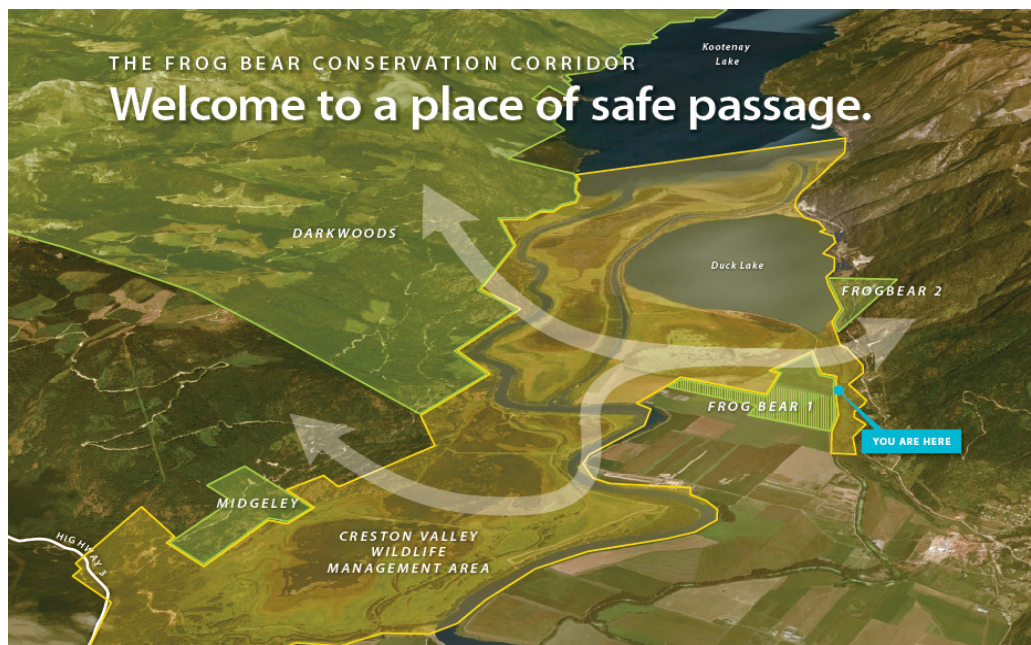 THE FROG BEAR CONSERVATION CORRIDOR
Welcome to a place of safe passage.
Kootenay
Lake
DARKWOODS
Duck Lake
FROGBEAR 2
FROG BEAR 1
YOU ARE HERE
MIDGELEY
CRESTON VALLEY
WILDLIFE
MANAGEMENT AREA
HIGHWAY 3